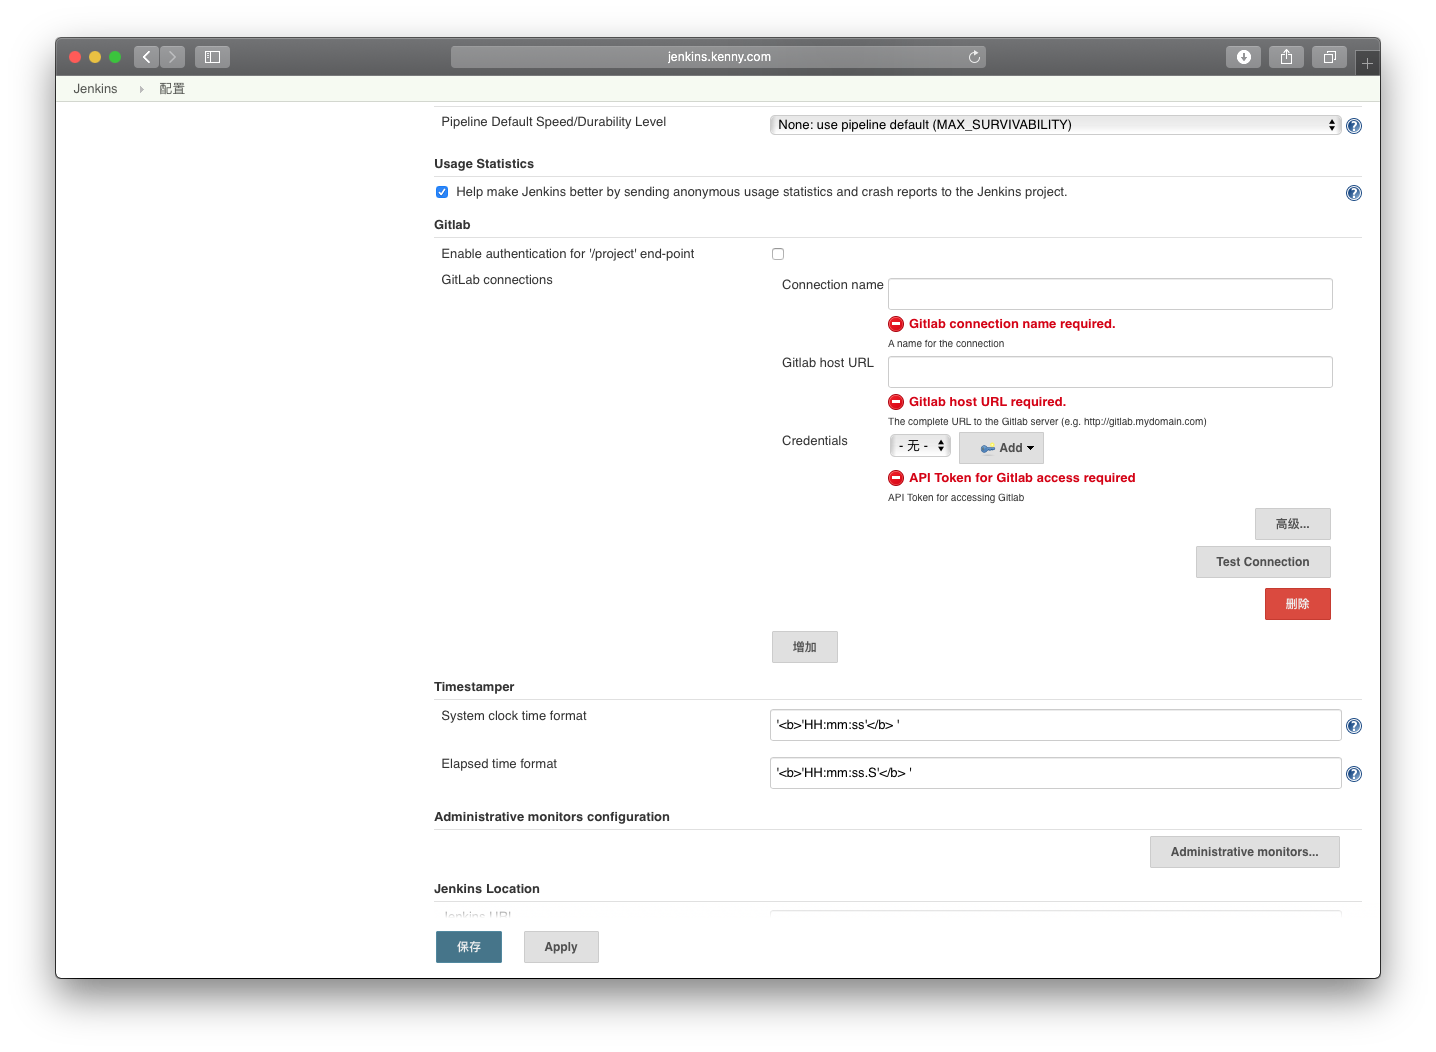 jenkins.kenny.com
Jenkins 配置
Pipeline Default Speed/Durability Level None: use pipeline default (MAX_SURVIVABILITY)
Usage Statistics
Help make Jenkins better by sending anonymous usage statistics and crash reports to the Jenkins project.
Gitlab
Enable authentication for '/project' end-point
GitLab connections
Connection name
Gitlab connection name required.
A name for the connection
Gitlab host URL
Gitlab host URL required.
The complete URL to the Gitlab server (e.g. http://gitlab.mydomain.com)
Credentials - 无 - Add
API Token for Gitlab access required
API Token for accessing Gitlab
高级...
Test Connection
删除
增加
Timestamper
System clock time format '<b>'HH:mm:ss'</b> '
Elapsed time format '<b>'HH:mm:ss.S'</b> '
Administrative monitors configuration
Administrative monitors...
Jenkins Location
Jenkins URL
保存 Apply